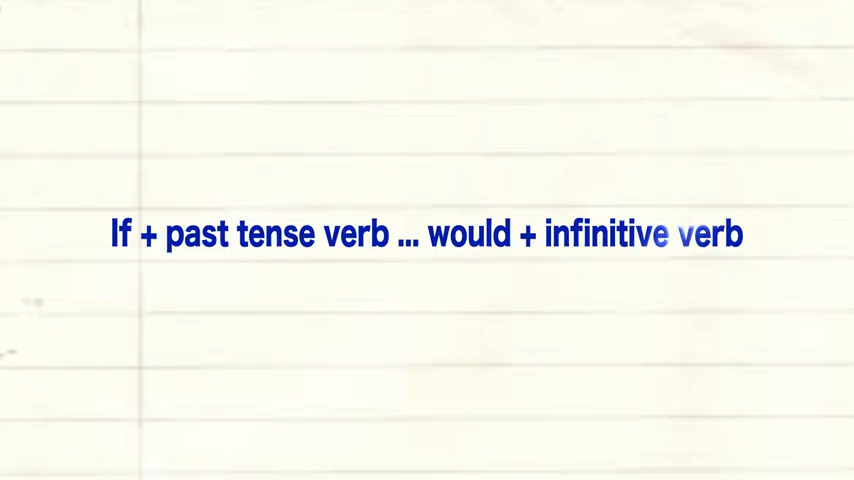 If + past tense verb ... would + infinitive verb